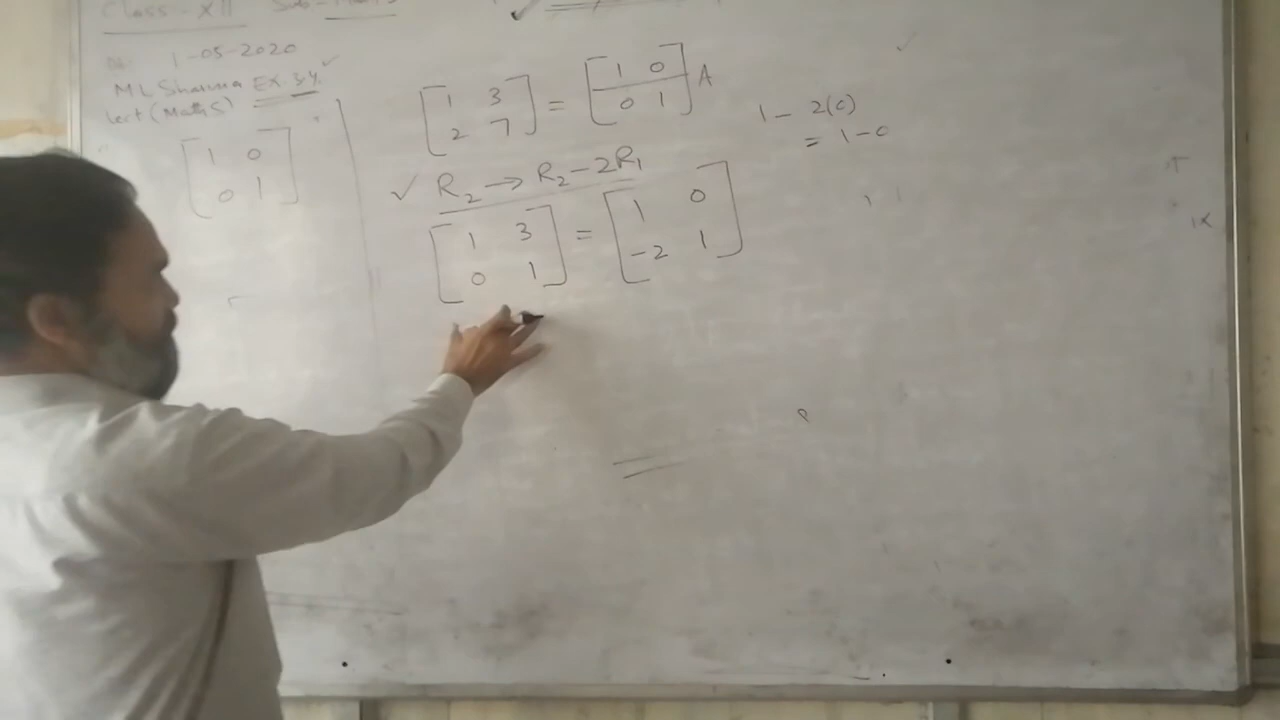 Class-XII Sub-Maths
Dt: 1-05-2020
ML Sharma EX 3.4.
Lect (Maths)
[1 0
0 1]
[1 3
2 7] = [1 0
0 1] A
1 - 2(0)
= 1-0
✓ R₂ → R₂-2R₁
[1 3
0 1] = [1 0
-2 1]